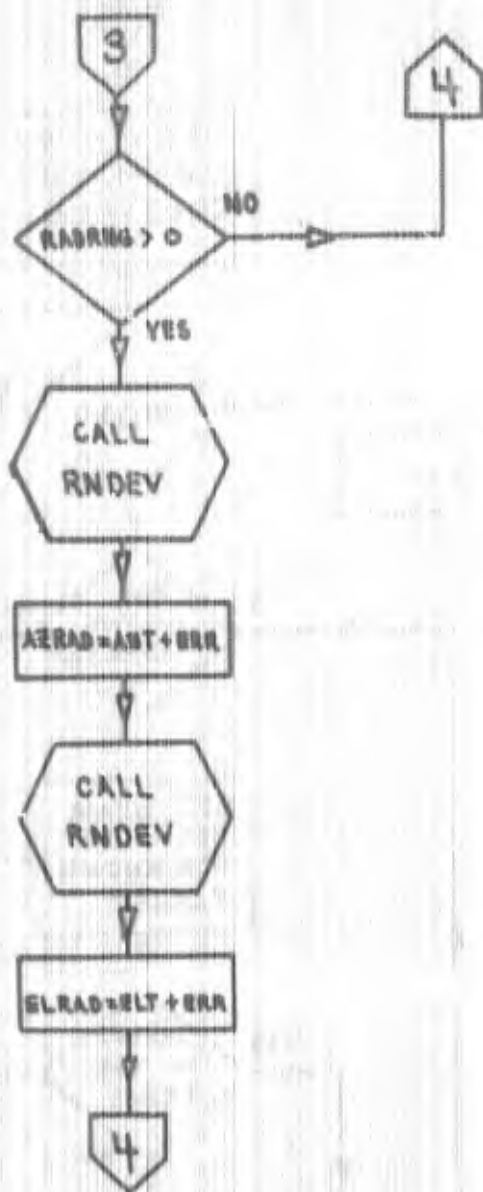 3
4
NO
RADRNG > 0
YES
CALL
RNDEV
AZRAD=AZT+ERR
CALL
RNDEV
ELRAD=ELT+ERR
4